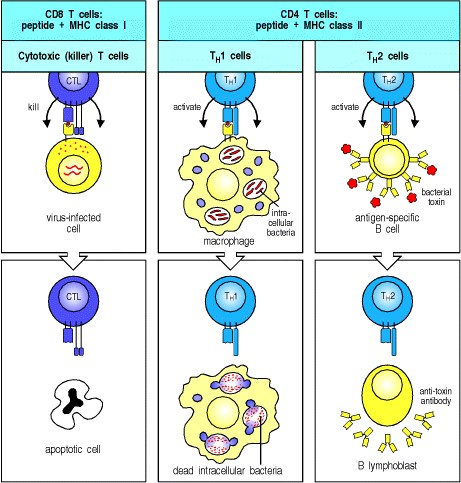 CD8 T cells:
peptide + MHC class I
CD4 T cells:
peptide + MHC class II
Cytotoxic (killer) T cells
TH1 cells
TH2 cells
CTL
kill
virus-infected
cell
TH1
activate
intra-
cellular
bacteria
macrophage
TH2
activate
bacterial
toxin
antigen-specific
B cell
CTL
apoptotic cell
TH1
dead intracellular bacteria
TH2
anti-toxin
antibody
B lymphoblast